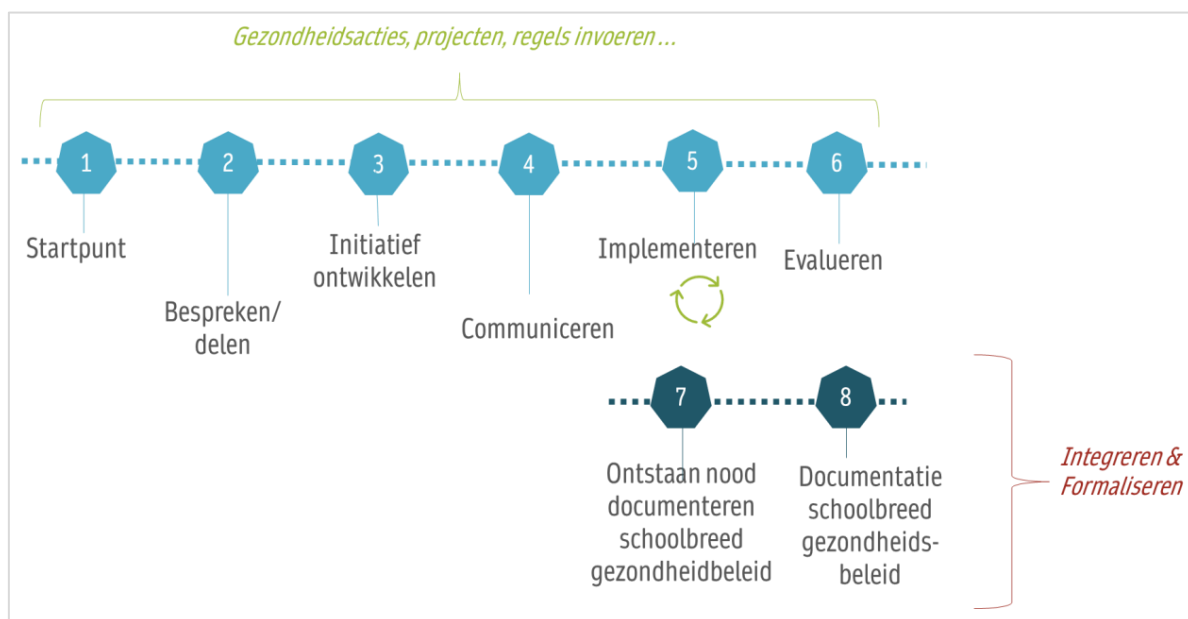 Gezondheidsacties, projecten, regels invoeren ...
1
2
3
4
5
6
Startpunt
Bespreken/
delen
Initiatief
ontwikkelen
Communiceren
Implementeren
Evalueren
7
8
Ontstaan nood
documenteren
schoolbreed
gezondheidbeleid
Documentatie
schoolbreed
gezondheids-
beleid
Integreren &
Formaliseren